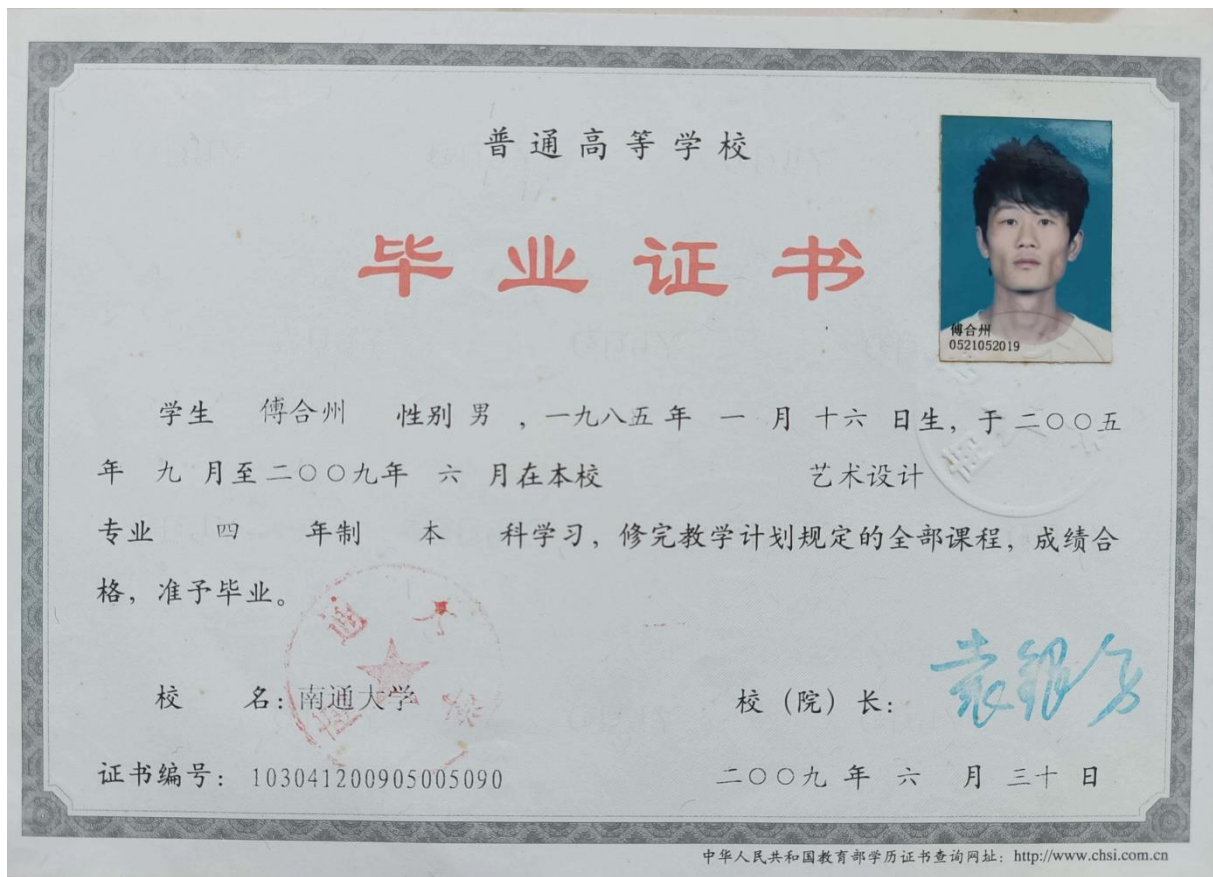 普通高等学校
毕业证书
傅合州
0521052019
学生 傅合州 性别 男 ，一九八五 年 一 月 十六 日生，于 二〇〇五
年 九 月至 二〇〇九年 六 月在本校 艺术设计
专业 四 年制 本 科学习，修完教学计划规定的全部课程，成绩合
格，准予毕业。
校 名：南通大学
校（院）长：
证书编号：103041200905005090
二〇〇九 年 六 月 三十 日
中华人民共和国教育部学历证书查询网址：http://www.chsi.com.cn